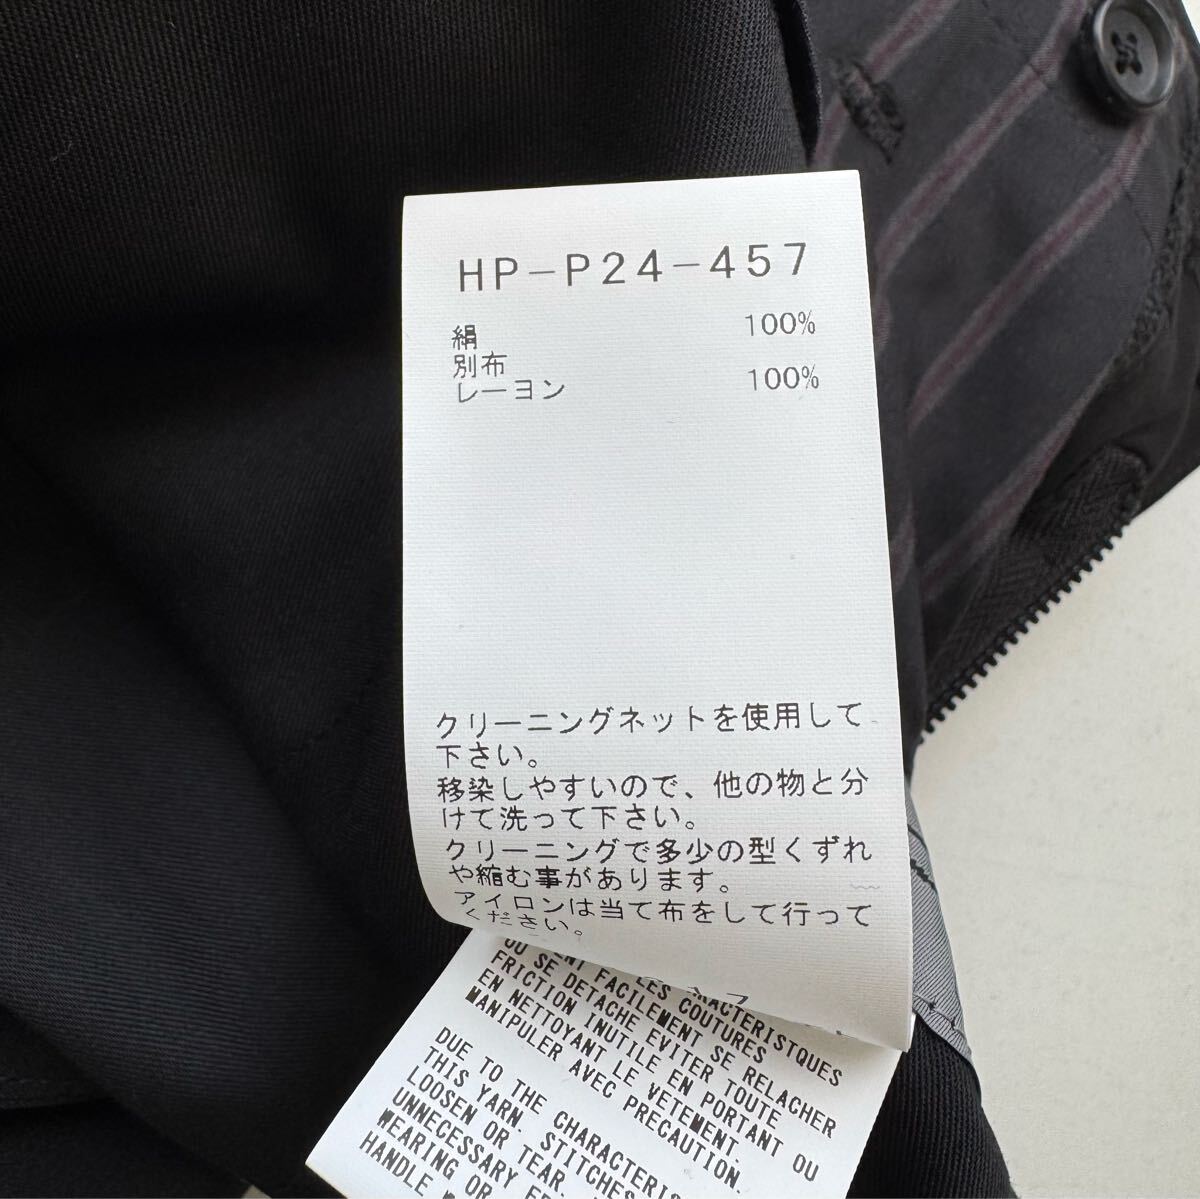 HP-P24-457
絹 100%
別布
レーヨン 100%
クリーニングネットを使用して
下さい。
移染しやすいので、他の物と分
けて洗って下さい。
クリーニングで多少の型くずれ
や縮む事があります。
アイロンは当て布をして行って
ください。
LES CARACTERISTQUES
OU SE DETACHE EVITER TOUTE
FRICTION INUTILE EN PORTANT OU
EN NETTOYANT LE VETEMENT.
MANIPULER AVEC PRECAUTION.
DUE TO THE
THIS YARN. STITCHES
LOOSEN OR TEAR.
UNNECESSARY
WEARING OR
HANDLE